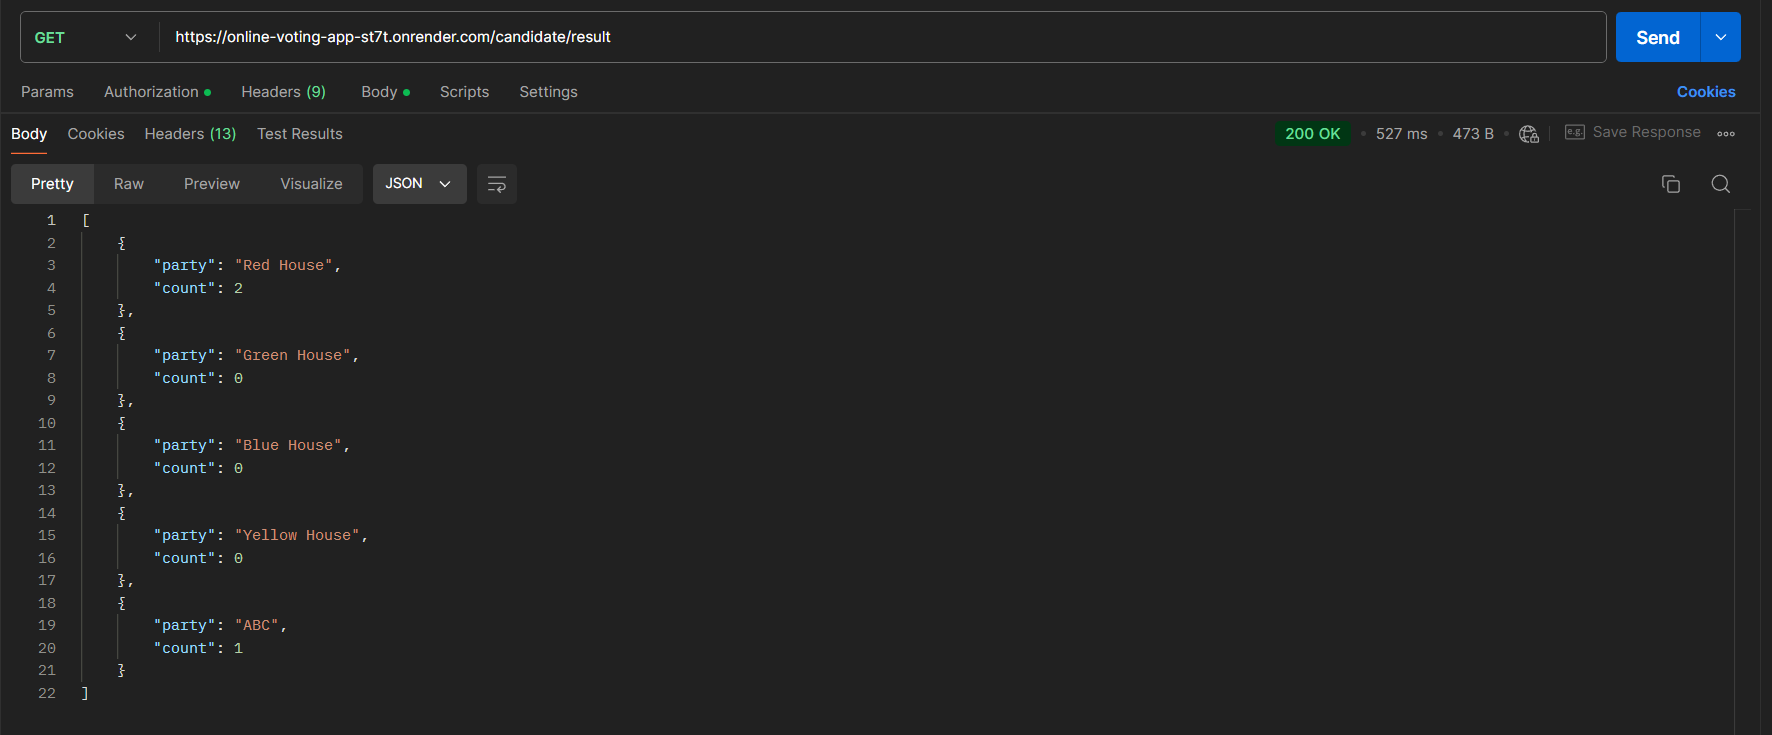 GET https://online-voting-app-st7t.onrender.com/candidate/result Send
Params Authorization Headers (9) Body Scripts Settings Cookies
Body Cookies Headers (13) Test Results 200 OK 527 ms 473 B e.g. Save Response
Pretty Raw Preview Visualize JSON
1 [
2 {
3 "party": "Red House",
4 "count": 2
5 },
6 {
7 "party": "Green House",
8 "count": 0
9 },
10 {
11 "party": "Blue House",
12 "count": 0
13 },
14 {
15 "party": "Yellow House",
16 "count": 0
17 },
18 {
19 "party": "ABC",
20 "count": 1
21 }
22 ]